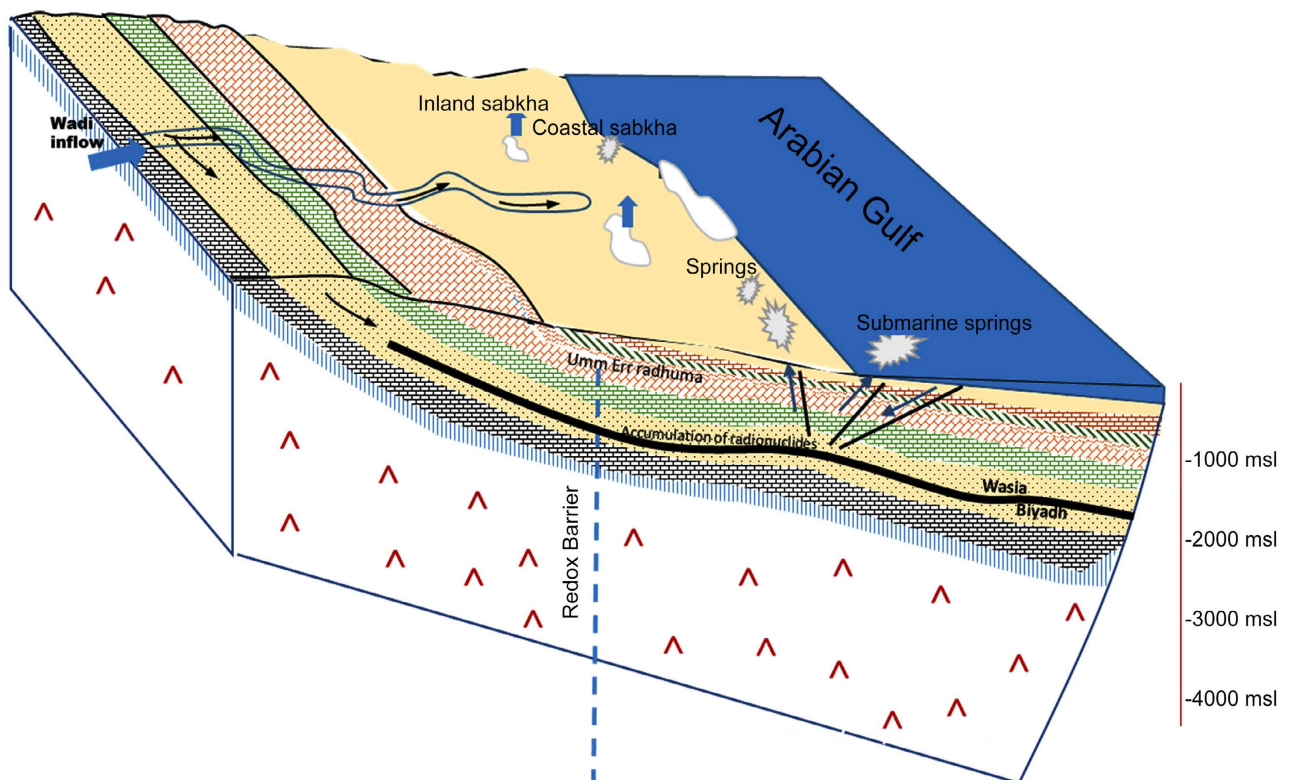 Inland sabkha
Coastal sabkha
Arabian Gulf
Wadi
inflow
Springs
Submarine springs
Umm Err radhuma
Accumulation of radionuclides
Wasia
Biyadh
Redox Barrier
-1000 msl
-2000 msl
-3000 msl
-4000 msl